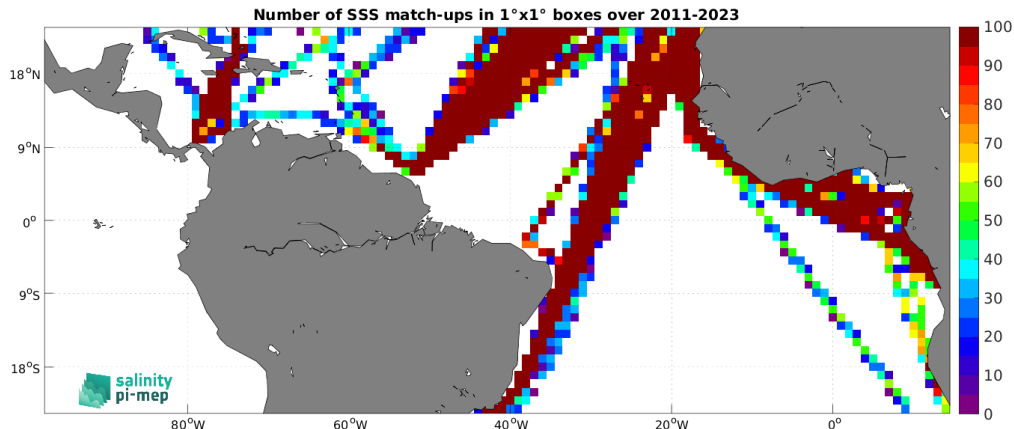 Number of SSS match-ups in 1°x1° boxes over 2011-2023
18°N
9°N
0°
9°S
18°S
80°W
60°W
40°W
20°W
0°
100
90
80
70
60
50
40
30
20
10
0
salinity
pi-mep